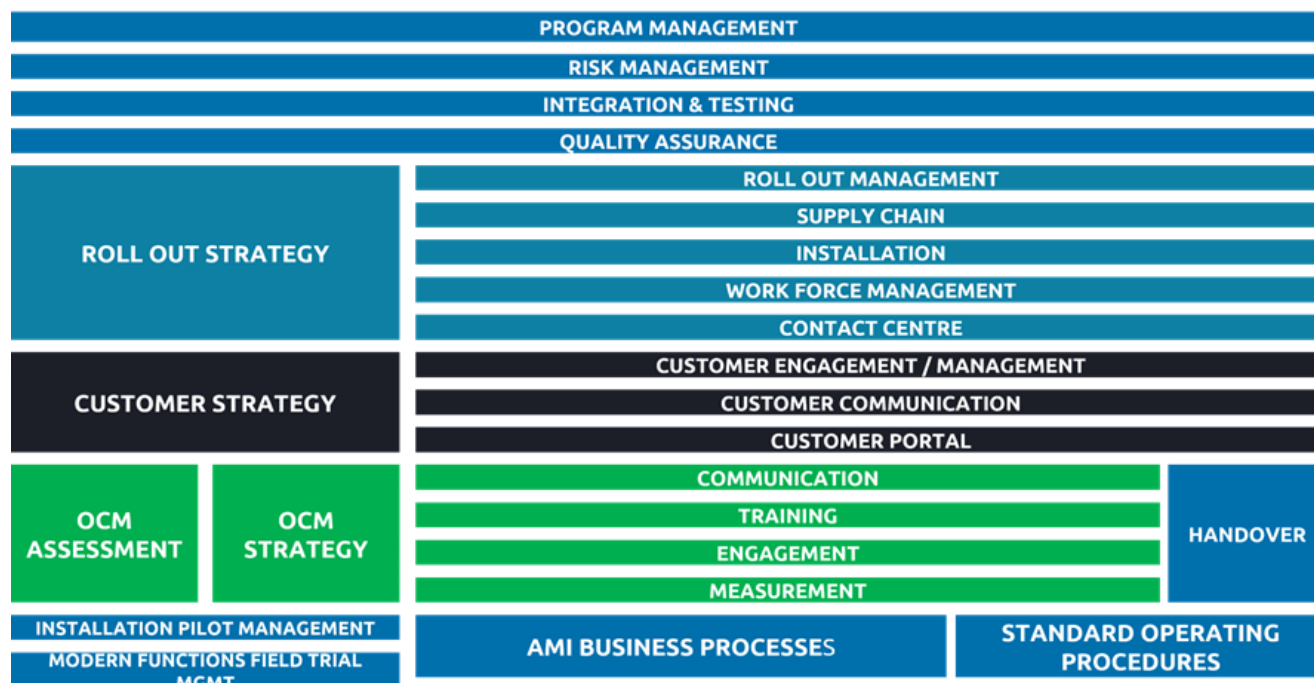 PROGRAM MANAGEMENT
RISK MANAGEMENT
INTEGRATION & TESTING
QUALITY ASSURANCE
ROLL OUT STRATEGY
ROLL OUT MANAGEMENT
SUPPLY CHAIN
INSTALLATION
WORK FORCE MANAGEMENT
CONTACT CENTRE
CUSTOMER STRATEGY
CUSTOMER ENGAGEMENT / MANAGEMENT
CUSTOMER COMMUNICATION
CUSTOMER PORTAL
OCM
ASSESSMENT
OCM
STRATEGY
COMMUNICATION
TRAINING
ENGAGEMENT
MEASUREMENT
HANDOVER
INSTALLATION PILOT MANAGEMENT
MODERN FUNCTIONS FIELD TRIAL
MGMT
AMI BUSINESS PROCESSES
STANDARD OPERATING
PROCEDURES